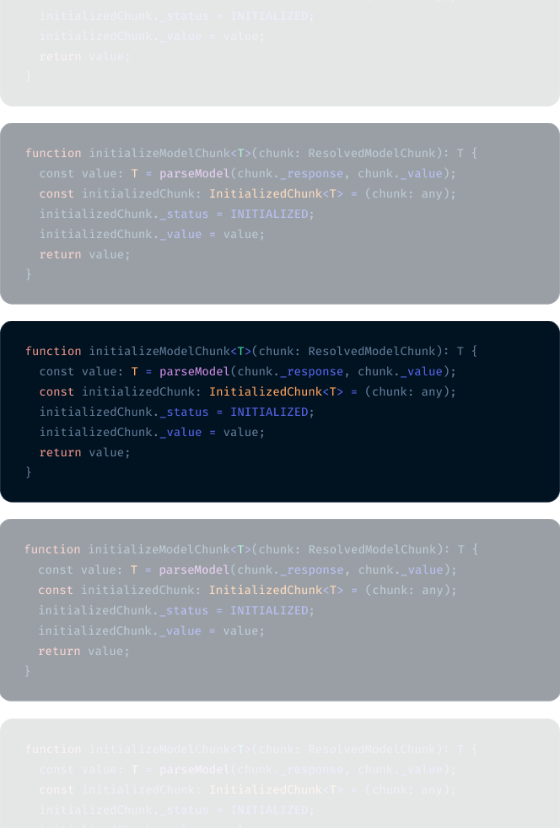 initializedChunk._status = INITIALIZED;
initializedChunk._value = value;
return value;
}
function initializeModelChunk<T>(chunk: ResolvedModelChunk): T {
const value: T = parseModel(chunk._response, chunk._value);
const initializedChunk: InitializedChunk<T> = (chunk: any);
initializedChunk._status = INITIALIZED;
initializedChunk._value = value;
return value;
}
function initializeModelChunk<T>(chunk: ResolvedModelChunk): T {
const value: T = parseModel(chunk._response, chunk._value);
const initializedChunk: InitializedChunk<T> = (chunk: any);
initializedChunk._status = INITIALIZED;
initializedChunk._value = value;
return value;
}
function initializeModelChunk<T>(chunk: ResolvedModelChunk): T {
const value: T = parseModel(chunk._response, chunk._value);
const initializedChunk: InitializedChunk<T> = (chunk: any);
initializedChunk._status = INITIALIZED;
initializedChunk._value = value;
return value;
}
function initializeModelChunk<T>(chunk: ResolvedModelChunk): T {
const value: T = parseModel(chunk._response, chunk._value);
const initializedChunk: InitializedChunk<T> = (chunk: any);
initializedChunk._status = INITIALIZED;